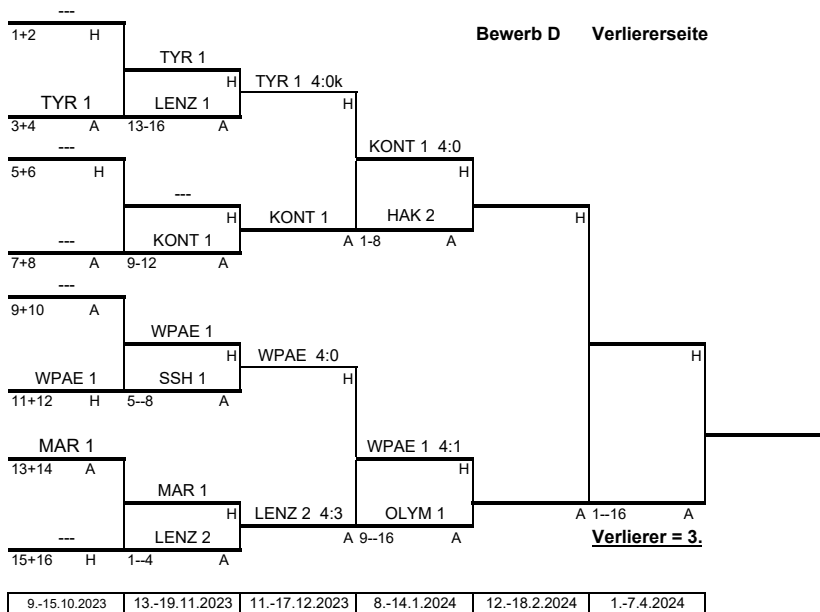 ---
Bewerb D Verliererseite
1+2 H
TYR 1
H TYR 1 4:0k
TYR 1 LENZ 1 H
3+4 A 13-16 A
--- KONT 1 4:0
5+6 H H
---
H KONT 1 HAK 2 H
--- KONT 1 A 1-8 A
7+8 A 9-12 A
---
9+10 A
WPAE 1
H WPAE 4:0 H
WPAE 1 SSH 1 H
11+12 H 5--8 A
MAR 1 WPAE 1 4:1
13+14 A H
MAR 1
H LENZ 2 4:3 OLYM 1 A 1--16 A
--- LENZ 2 A 9--16 A Verlierer = 3.
15+16 H 1--4 A
9.-15.10.2023 13.-19.11.2023 11.-17.12.2023 8.-14.1.2024 12.-18.2.2024 1.-7.4.2024